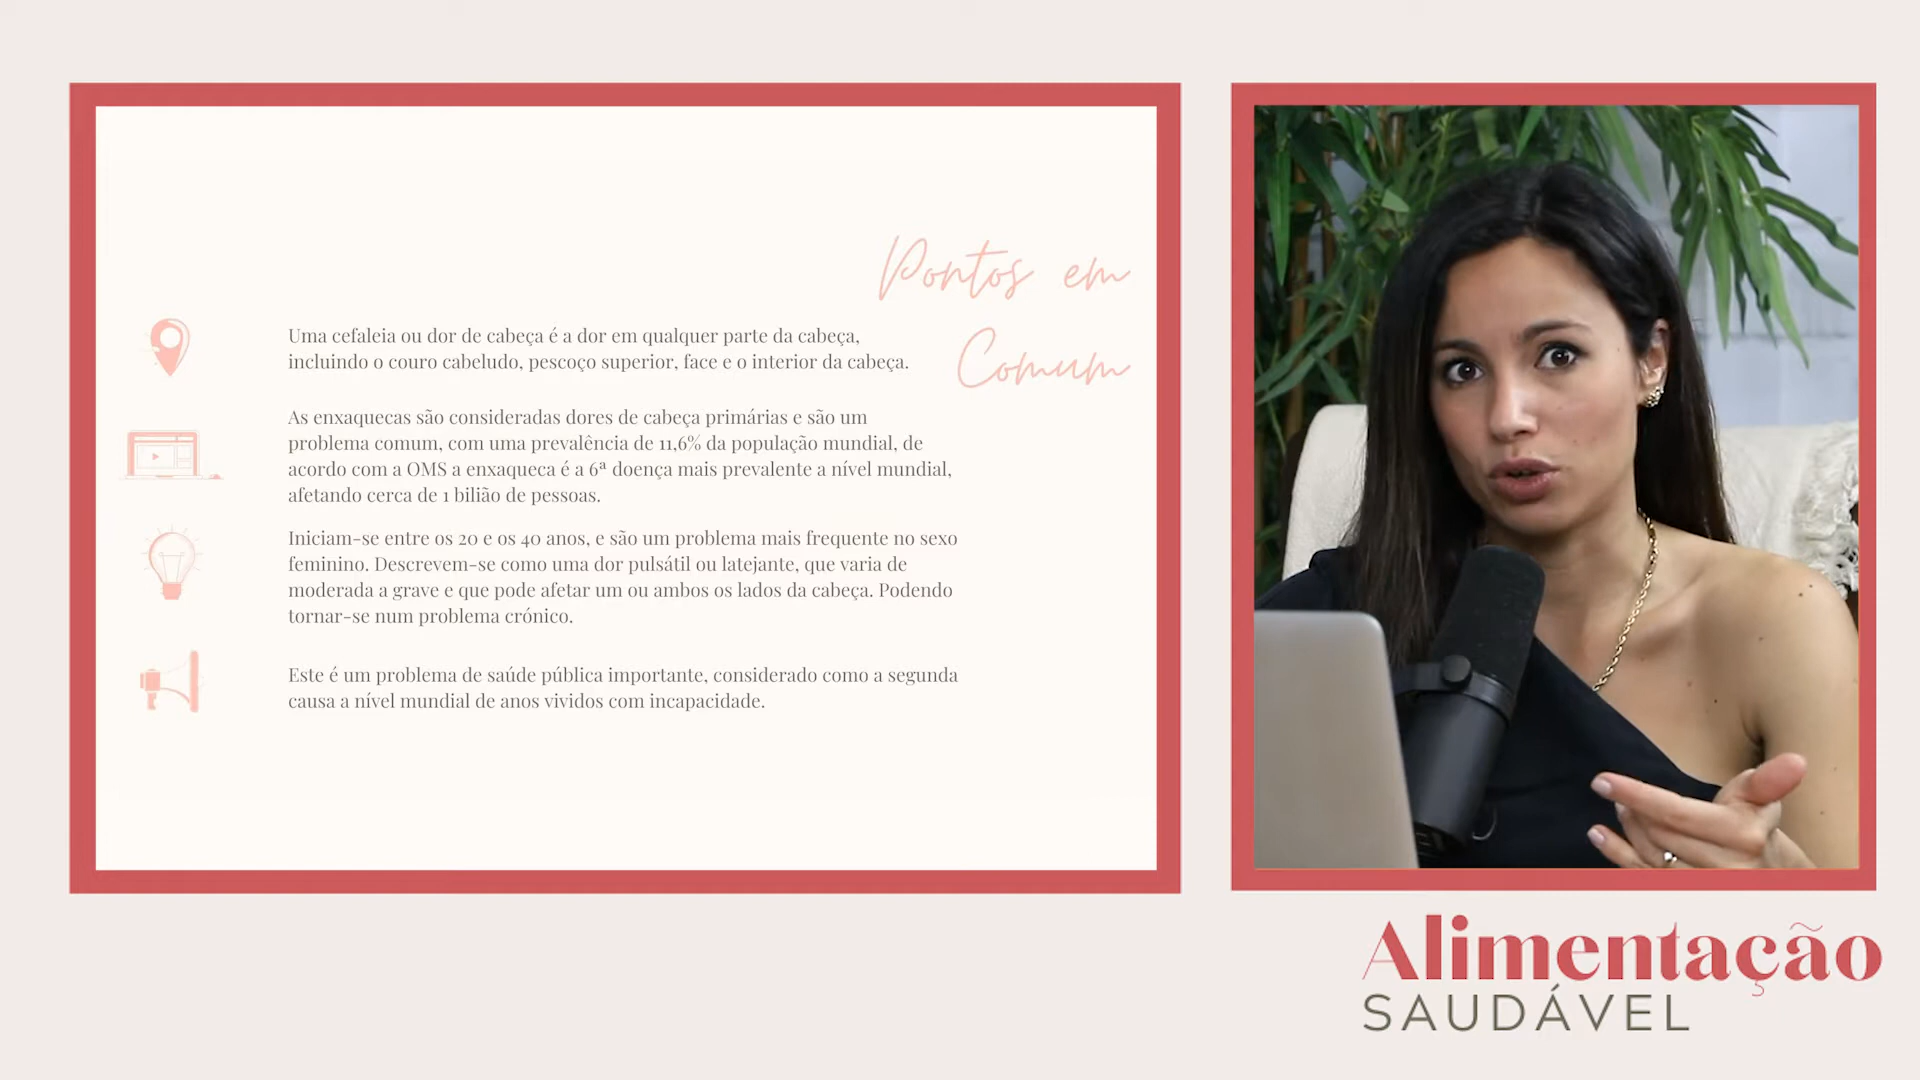 Pontos em
Comum
Uma cefaleia ou dor de cabeça é a dor em qualquer parte da cabeça,
incluindo o couro cabeludo, pescoço superior, face e o interior da cabeça.
As enxaquecas são consideradas dores de cabeça primárias e são um
problema comum, com uma prevalência de 11,6% da população mundial, de
acordo com a OMS a enxaqueca é a 6ª doença mais prevalente a nível mundial,
afetando cerca de 1 bilião de pessoas.
Iniciam-se entre os 20 e os 40 anos, e são um problema mais frequente no sexo
feminino. Descrevem-se como uma dor pulsátil ou latejante, que varia de
moderada a grave e que pode afetar um ou ambos os lados da cabeça. Podendo
tornar-se num problema crónico.
Este é um problema de saúde pública importante, considerado como a segunda
causa a nível mundial de anos vividos com incapacidade.
Alimentação
SAUDÁVEL